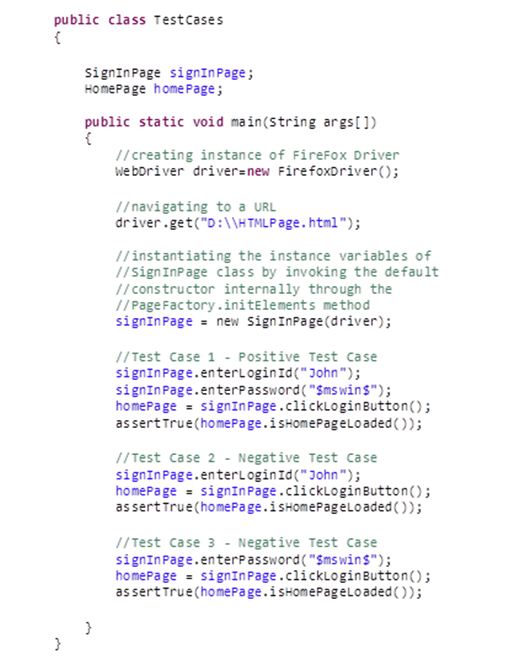 public class TestCases
{
SignInPage signInPage;
HomePage homePage;
public static void main(String args[])
{
//creating instance of FireFox Driver
WebDriver driver=new FirefoxDriver();
//navigating to a URL
driver.get("D:\\HTMLPage.html");
//instantiating the instance variables of
//SignInPage class by invoking the default
//constructor internally through the
//PageFactory.initElements method
signInPage = new SignInPage(driver);
//Test Case 1 - Positive Test Case
signInPage.enterLoginId("John");
signInPage.enterPassword("$mswin$");
homePage = signInPage.clickLoginButton();
assertTrue(homePage.isHomePageLoaded());
//Test Case 2 - Negative Test Case
signInPage.enterLoginId("John");
homePage = signInPage.clickLoginButton();
assertTrue(homePage.isHomePageLoaded());
//Test Case 3 - Negative Test Case
signInPage.enterPassword("$mswin$");
homePage = signInPage.clickLoginButton();
assertTrue(homePage.isHomePageLoaded());
}
}